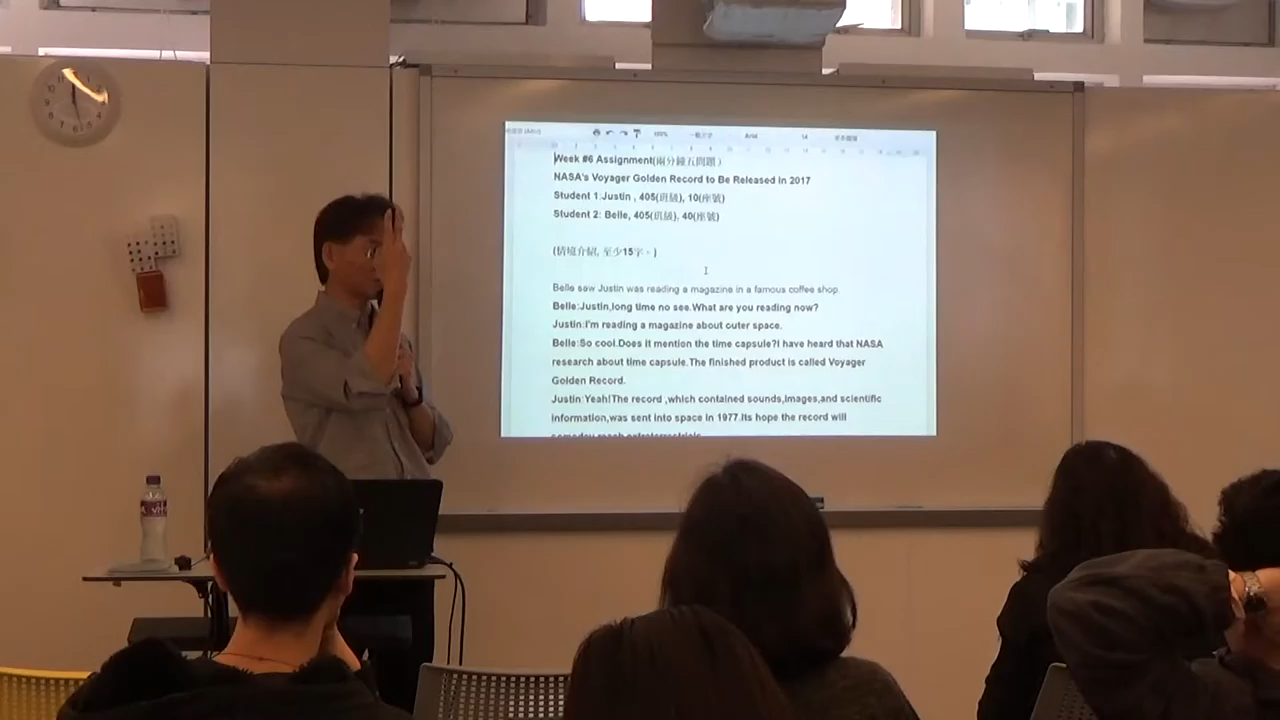 100%
Arial
14
Week #6 Assignment(兩分鐘五問題)
NASA's Voyager Golden Record to Be Released in 2017
Student 1:Justin , 405(班級), 10(座號)
Student 2: Belle, 405(班級), 40(座號)
(情境介紹, 至少15字。)
Belle saw Justin was reading a magazine in a famous coffee shop.
Belle:Justin,long time no see.What are you reading now?
Justin:I'm reading a magazine about outer space.
Belle:So cool.Does it mention the time capsule?I have heard that NASA
research about time capsule.The finished product is called Voyager
Golden Record.
Justin:Yeah!The record ,which contained sounds,images,and scientific
information,was sent into space in 1977.Its hope the record will
someday reach extraterrestrials